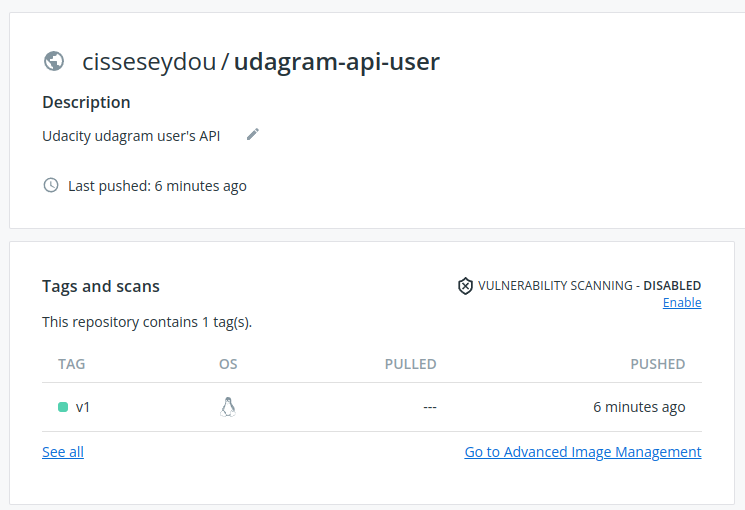 cisseseydou / udagram-api-user
Description
Udacity udagram user's API
Last pushed: 6 minutes ago
Tags and scans
VULNERABILITY SCANNING - DISABLED
Enable
This repository contains 1 tag(s).
TAG OS PULLED PUSHED
v1 --- 6 minutes ago
See all Go to Advanced Image Management